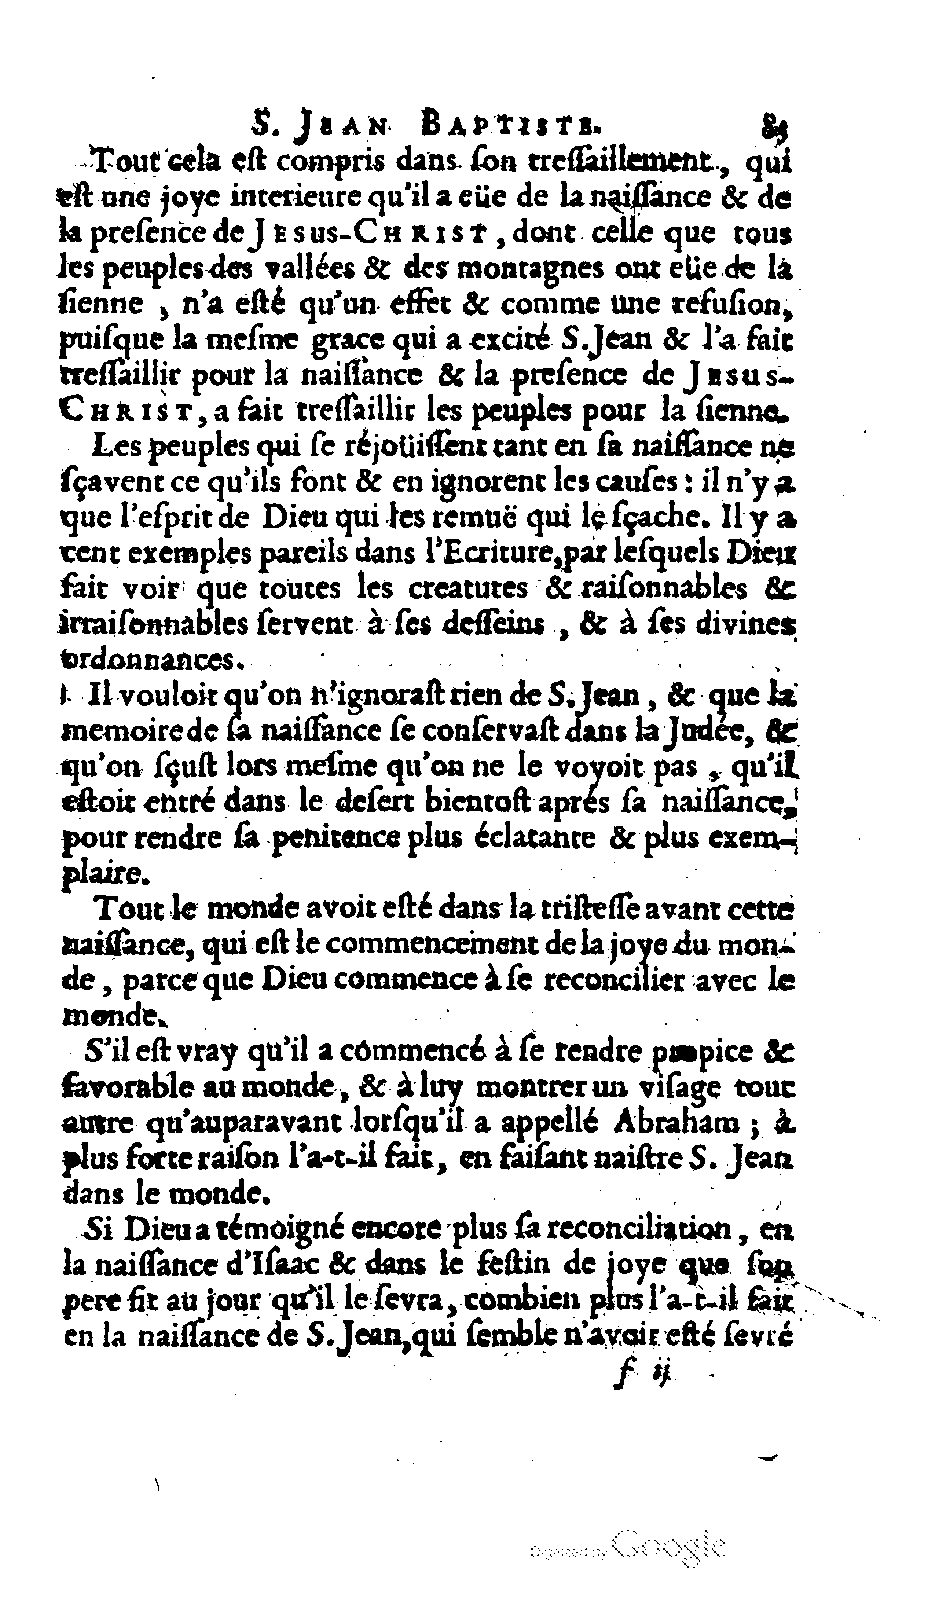 S. JEAN BAPTISTE. 85
Tout cela eſt compris dans ſon treſſaillement, qui
eſt une joye interieure qu'il a eüe de la naiſſance & de
la preſence de JESUS-CHRIST, dont celle que tous
les peuples des vallées & des montagnes ont eüe de la
ſienne, n'a eſté qu'un effet & comme une refuſion,
puiſque la meſme grace qui a excité S. Jean & l'a fait
treſſaillir pour la naiſſance & la preſence de JESUS-
CHRIST, a fait treſſaillir les peuples pour la ſienne.
Les peuples qui ſe réjoüiſſent tant en ſa naiſſance ne
ſçavent ce qu'ils font & en ignorent les cauſes : il n'y a
que l'eſprit de Dieu qui les remuë qui le ſçache. Il y a
cent exemples pareils dans l'Ecriture, par leſquels Dieu
fait voir que toutes les creatures & raiſonnables &
irraiſonnables ſervent à ſes deſſeins, & à ſes divines
ordonnances.
Il vouloit qu'on n'ignoraſt rien de S. Jean, & que la
memoire de ſa naiſſance ſe conſervaſt dans la Judée, &
qu'on ſçuſt lors meſme qu'on ne le voyoit pas, qu'il
eſtoit entré dans le deſert bientoſt aprés ſa naiſſance,
pour rendre ſa penitence plus éclatante & plus exem-
plaire.
Tout le monde avoit eſté dans la triſteſſe avant cette
naiſſance, qui eſt le commencement de la joye du mon-
de, parce que Dieu commence à ſe reconcilier avec le
monde.
S'il eſt vray qu'il a commencé à ſe rendre propice &
favorable au monde, & à luy montrer un viſage tout
autre qu'auparavant lorſqu'il a appellé Abraham ; à
plus forte raiſon l'a-t-il fait, en faiſant naiſtre S. Jean
dans le monde.
Si Dieu a témoigné encore plus ſa reconciliation, en
la naiſſance d'Iſaac & dans le feſtin de joye que ſon
pere fit au jour qu'il le ſevra, combien plus l'a-t-il fait
en la naiſſance de S. Jean, qui ſemble n'avoir eſté ſevré
f ij
Digitized by Google